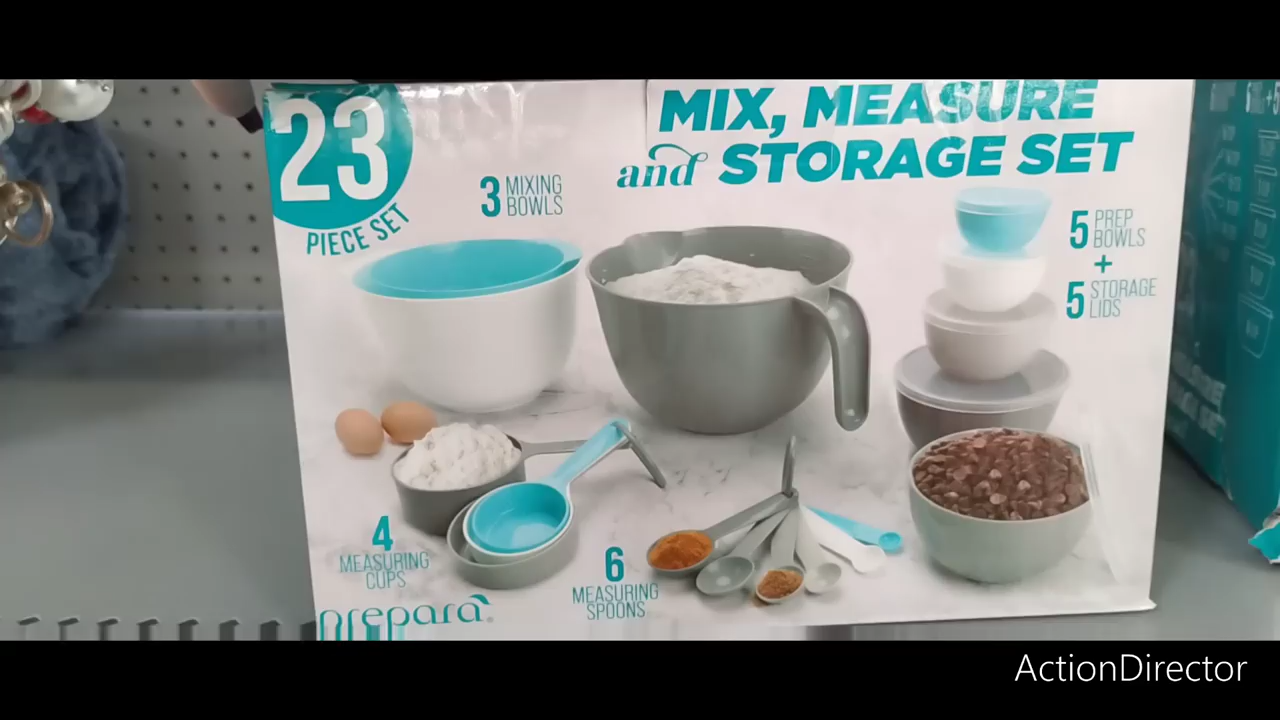 23
PIECE SET
MIX, MEASURE
and STORAGE SET
3 MIXING
BOWLS
5 PREP
BOWLS
+
5 STORAGE
LIDS
4
MEASURING
CUPS
6
MEASURING
SPOONS
prepara®
ActionDirector